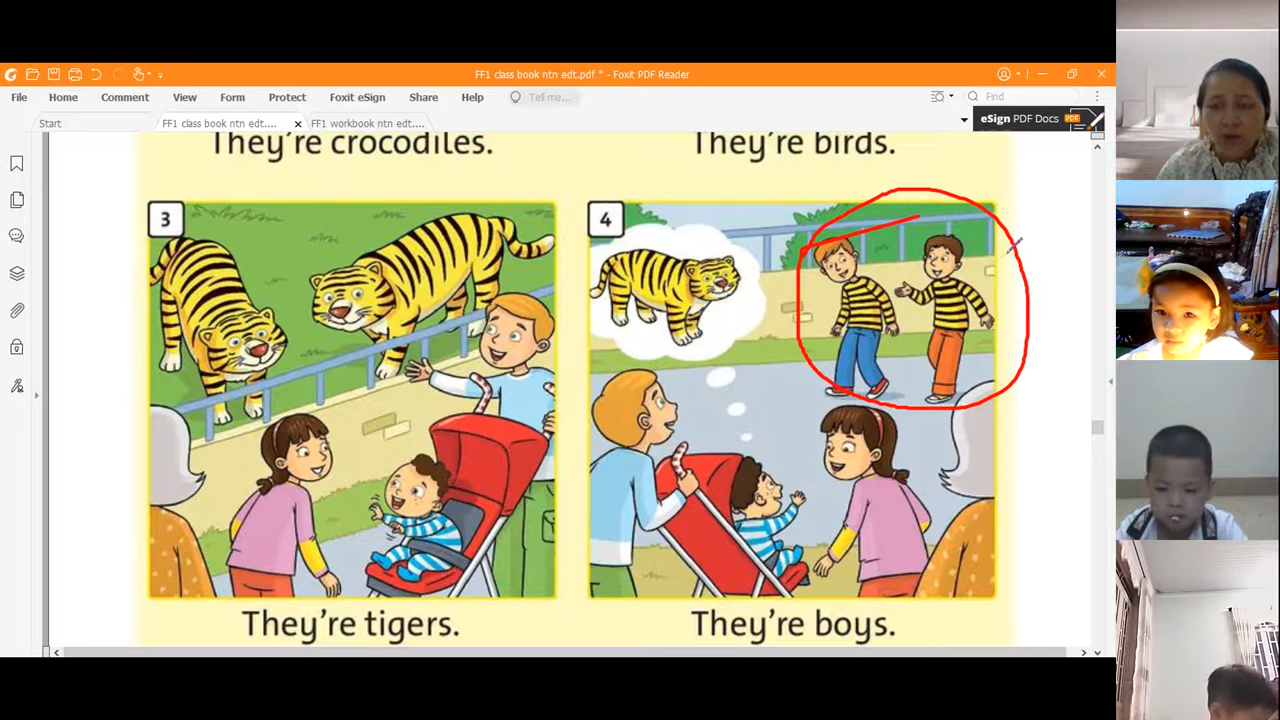 FF1 class book ntn edt.pdf * - Foxit PDF Reader
File Home Comment View Form Protect Foxit eSign Share Help Tell me... Find
Start FF1 class book ntn edt.... FF1 workbook ntn edt.... eSign PDF Docs PDF
They're crocodiles. They're birds.
3 4
They're tigers. They're boys.